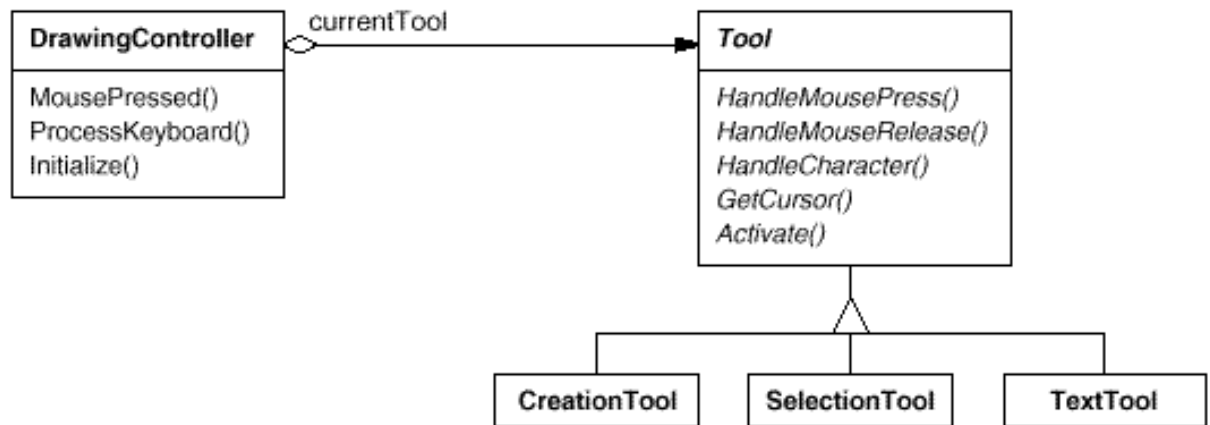 DrawingController
currentTool
MousePressed()
ProcessKeyboard()
Initialize()
Tool
HandleMousePress()
HandleMouseRelease()
HandleCharacter()
GetCursor()
Activate()
CreationTool
SelectionTool
TextTool